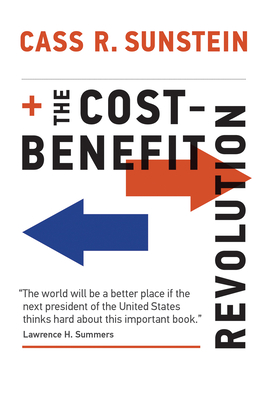 CASS R. SUNSTEIN
+ THE COST-
BENEFIT
REVOLUTION
“The world will be a better place if the
next president of the United States
thinks hard about this important book.”
Lawrence H. Summers